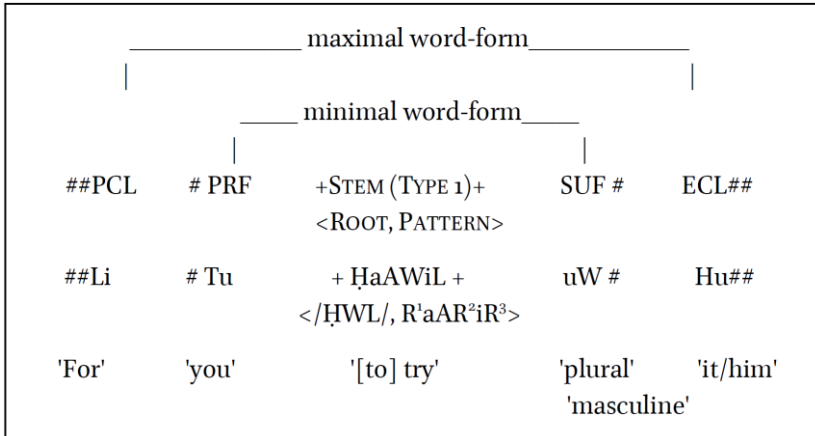 maximal word-form
minimal word-form
##PCL # PRF +STEM (TYPE 1)+ SUF # ECL##
<ROOT, PATTERN>
##Li # Tu + ḤaAWiL + uW # Hu##
</ḤWL/, R¹aAR²iR³>
'For' 'you' '[to] try' 'plural' 'it/him'
'masculine'